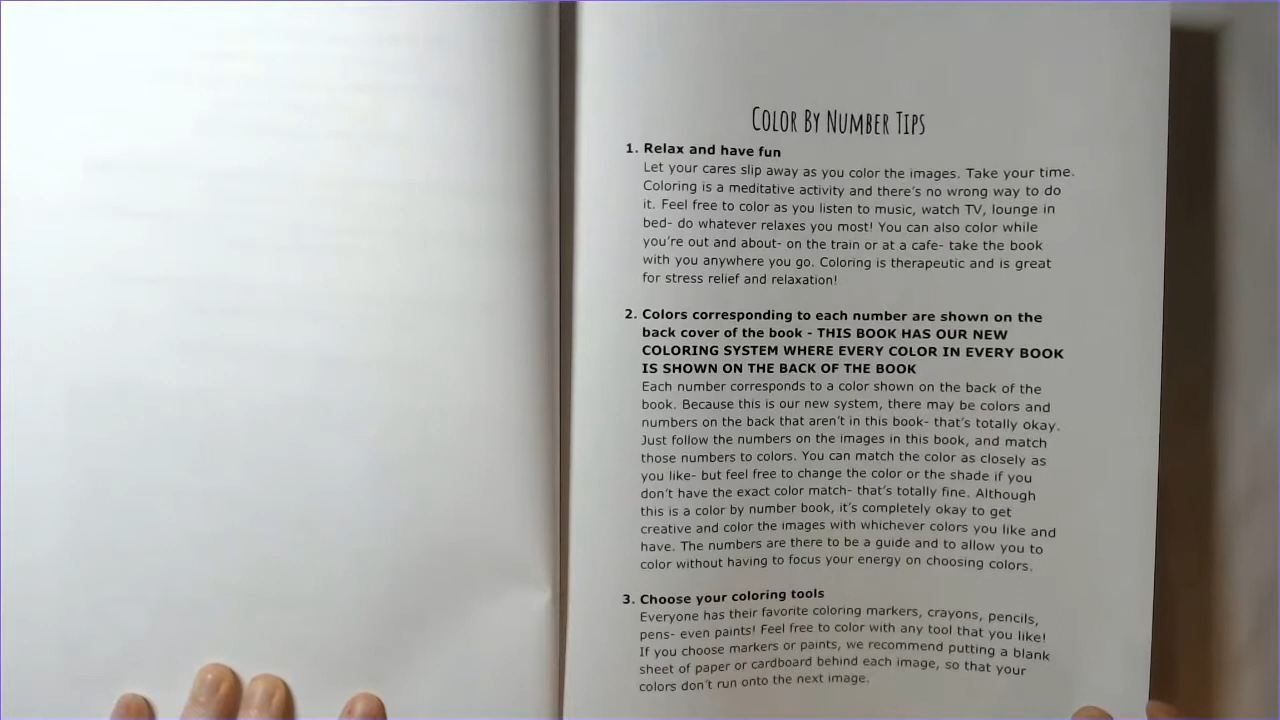 COLOR BY NUMBER TIPS
1. Relax and have fun
Let your cares slip away as you color the images. Take your time.
Coloring is a meditative activity and there's no wrong way to do
it. Feel free to color as you listen to music, watch TV, lounge in
bed- do whatever relaxes you most! You can also color while
you're out and about- on the train or at a cafe- take the book
with you anywhere you go. Coloring is therapeutic and is great
for stress relief and relaxation!
2. Colors corresponding to each number are shown on the
back cover of the book - THIS BOOK HAS OUR NEW
COLORING SYSTEM WHERE EVERY COLOR IN EVERY BOOK
IS SHOWN ON THE BACK OF THE BOOK
Each number corresponds to a color shown on the back of the
book. Because this is our new system, there may be colors and
numbers on the back that aren't in this book- that's totally okay.
Just follow the numbers on the images in this book, and match
those numbers to colors. You can match the color as closely as
you like- but feel free to change the color or the shade if you
don't have the exact color match- that's totally fine. Although
this is a color by number book, it's completely okay to get
creative and color the images with whichever colors you like and
have. The numbers are there to be a guide and to allow you to
color without having to focus your energy on choosing colors.
3. Choose your coloring tools
Everyone has their favorite coloring markers, crayons, pencils,
pens- even paints! Feel free to color with any tool that you like!
If you choose markers or paints, we recommend putting a blank
sheet of paper or cardboard behind each image, so that your
colors don't run onto the next image.